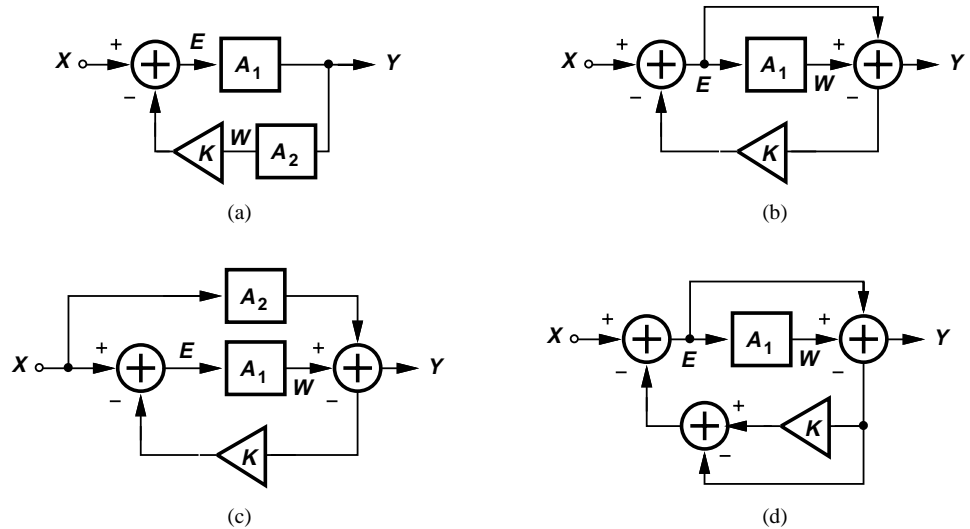 X + − E A1 Y
K W A2
(a)
X + − E A1 W + − Y
K
(b)
A2
X + − E A1 W + − Y
K
(c)
X + − E A1 W + − Y
+ − K
(d)